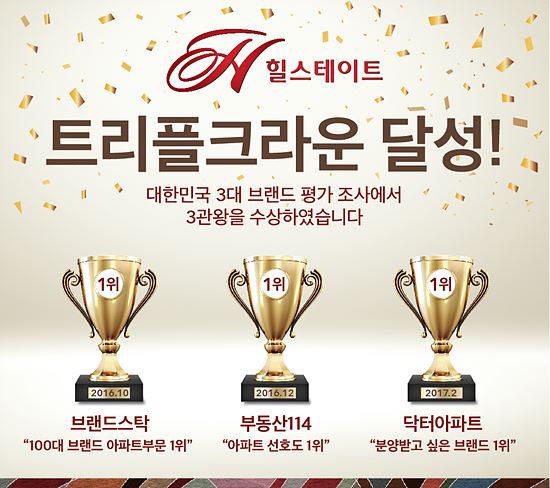 H 힐스테이트
트리플크라운 달성!
대한민국 3대 브랜드 평가 조사에서
3관왕을 수상하였습니다
1위 1위 1위
2016.10 2016.12 2017.2
브랜드스탁 부동산114 닥터아파트
“100대 브랜드 아파트부문 1위” “아파트 선호도 1위” “분양받고 싶은 브랜드 1위”